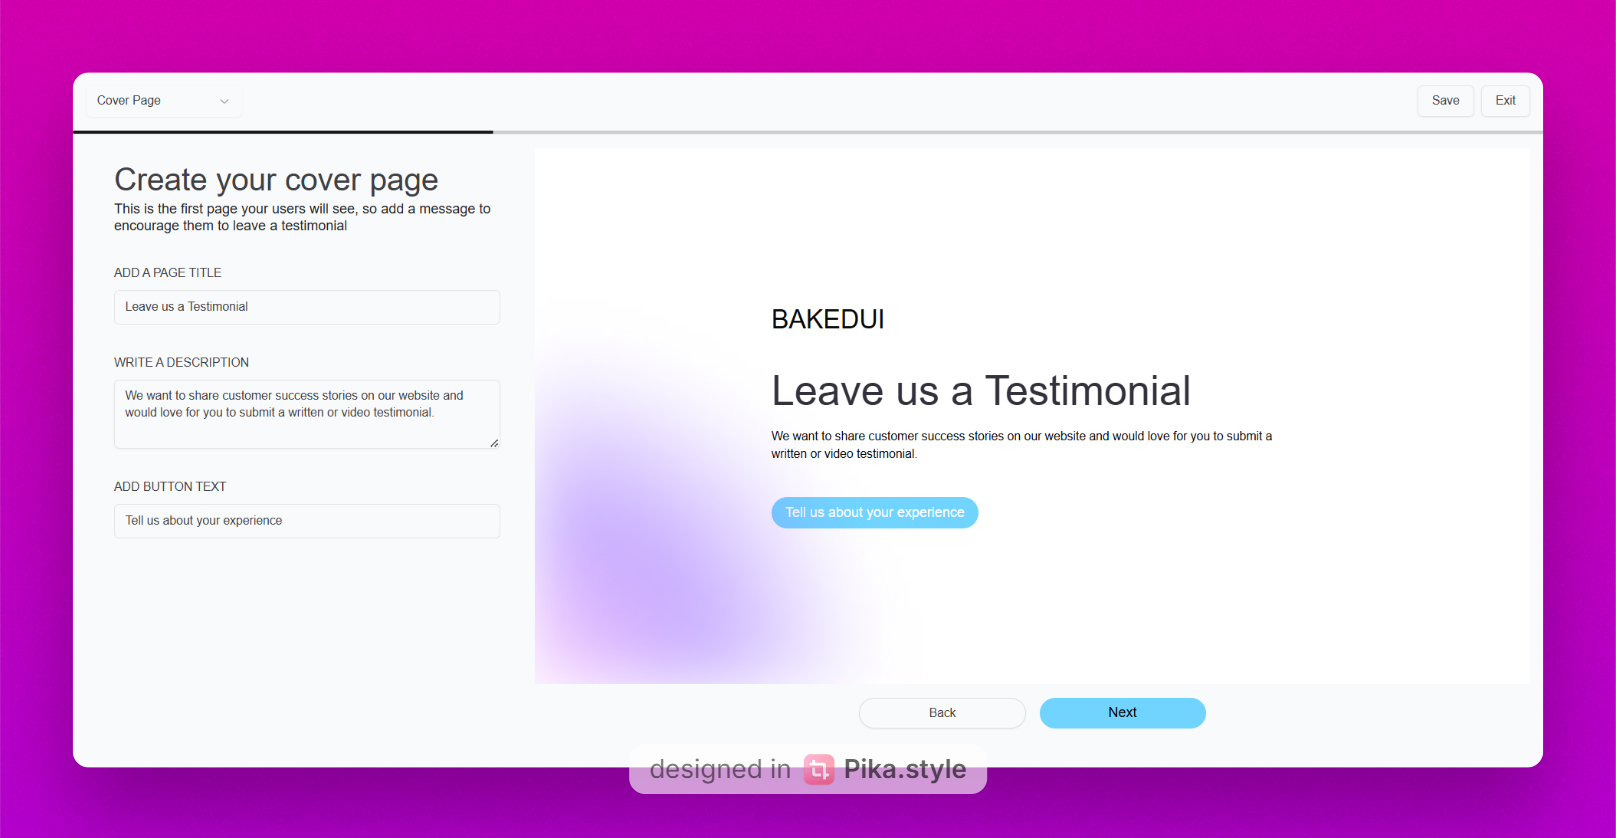 Cover Page
Save
Exit
Create your cover page
This is the first page your users will see, so add a message to
encourage them to leave a testimonial
ADD A PAGE TITLE
Leave us a Testimonial
WRITE A DESCRIPTION
We want to share customer success stories on our website and
would love for you to submit a written or video testimonial.
ADD BUTTON TEXT
Tell us about your experience
BAKEDUI
Leave us a Testimonial
We want to share customer success stories on our website and would love for you to submit a
written or video testimonial.
Tell us about your experience
Back
Next
designed in Pika.style